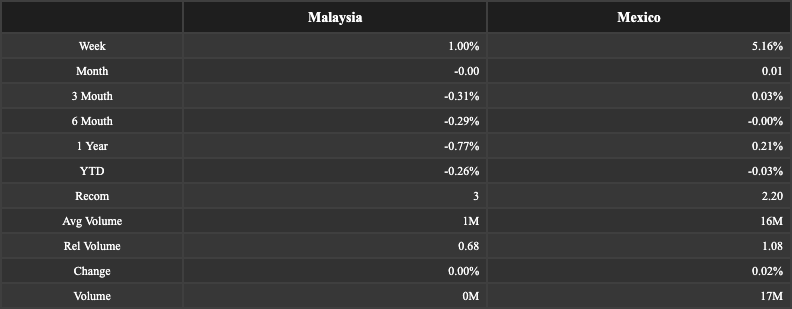 Malaysia Mexico
Week 1.00% 5.16%
Month -0.00 0.01
3 Mouth -0.31% 0.03%
6 Mouth -0.29% -0.00%
1 Year -0.77% 0.21%
YTD -0.26% -0.03%
Recom 3 2.20
Avg Volume 1M 16M
Rel Volume 0.68 1.08
Change 0.00% 0.02%
Volume 0M 17M